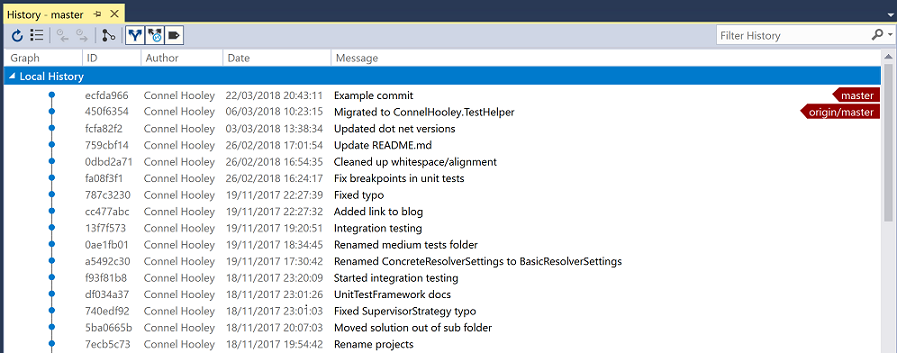 History - master
Filter History
Graph ID Author Date Message
Local History
ecfda966 Connel Hooley 22/03/2018 20:43:11 Example commit master
450f6354 Connel Hooley 06/03/2018 10:23:15 Migrated to ConnelHooley.TestHelper origin/master
fcfa82f2 Connel Hooley 03/03/2018 13:38:34 Updated dot net versions
759cbf14 Connel Hooley 26/02/2018 17:01:54 Update README.md
0dbd2a71 Connel Hooley 26/02/2018 16:54:35 Cleaned up whitespace/alignment
fa08f3f1 Connel Hooley 26/02/2018 16:24:17 Fix breakpoints in unit tests
787c3230 Connel Hooley 19/11/2017 22:27:39 Fixed typo
cc477abc Connel Hooley 19/11/2017 22:27:32 Added link to blog
13f7f573 Connel Hooley 19/11/2017 19:20:51 Integration testing
0ae1fb01 Connel Hooley 19/11/2017 18:34:45 Renamed medium tests folder
a5492c30 Connel Hooley 19/11/2017 17:30:42 Renamed ConcreteResolverSettings to BasicResolverSettings
f93f81b8 Connel Hooley 18/11/2017 23:20:09 Started integration testing
df034a37 Connel Hooley 18/11/2017 23:01:26 UnitTestFramework docs
740edf92 Connel Hooley 18/11/2017 23:01:03 Fixed SupervisorStrategy typo
5ba0665b Connel Hooley 18/11/2017 20:07:03 Moved solution out of sub folder
7ecb5c73 Connel Hooley 18/11/2017 19:54:42 Rename projects